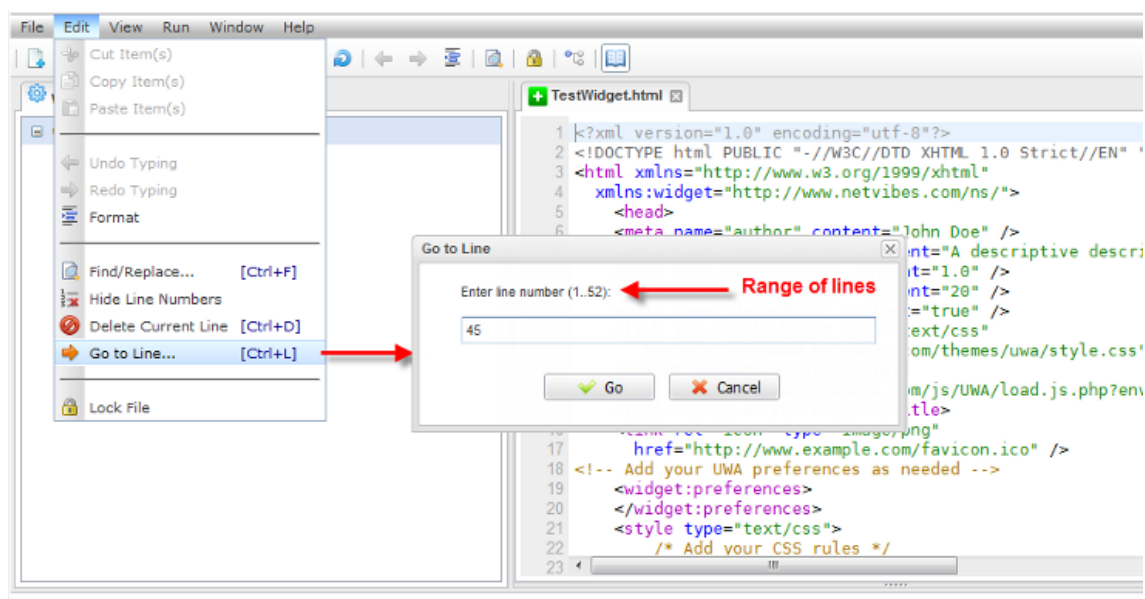 File Edit View Run Window Help
Cut Item(s)
Copy Item(s)
Paste Item(s)
Undo Typing
Redo Typing
Format
Find/Replace... [Ctrl+F]
Hide Line Numbers
Delete Current Line [Ctrl+D]
Go to Line... [Ctrl+L]
Lock File
Go to Line
Enter line number (1..52):
Range of lines
45
Go Cancel
TestWidget.html
1 <?xml version="1.0" encoding="utf-8"?>
2 <!DOCTYPE html PUBLIC "-//W3C//DTD XHTML 1.0 Strict//EN" "
3 <html xmlns="http://www.w3.org/1999/xhtml"
4 xmlns:widget="http://www.netvibes.com/ns/">
5 <head>
6 <meta name="author" content="John Doe" />
ent="A descriptive descri
t="1.0" />
nt="20" />
="true" />
ext/css"
om/themes/uwa/style.css"
m/js/UWA/load.js.php?env
tle>
<link rel="icon" type="image/png"
17 href="http://www.example.com/favicon.ico" />
18 <!-- Add your UWA preferences as needed -->
19 <widget:preferences>
20 </widget:preferences>
21 <style type="text/css">
22 /* Add your CSS rules */
23